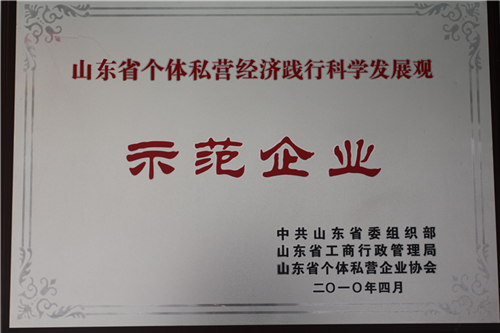 山东省个体私营经济践行科学发展观
示范企业
中共山东省委组织部
山东省工商行政管理局
山东省个体私营企业协会
二〇一〇年四月